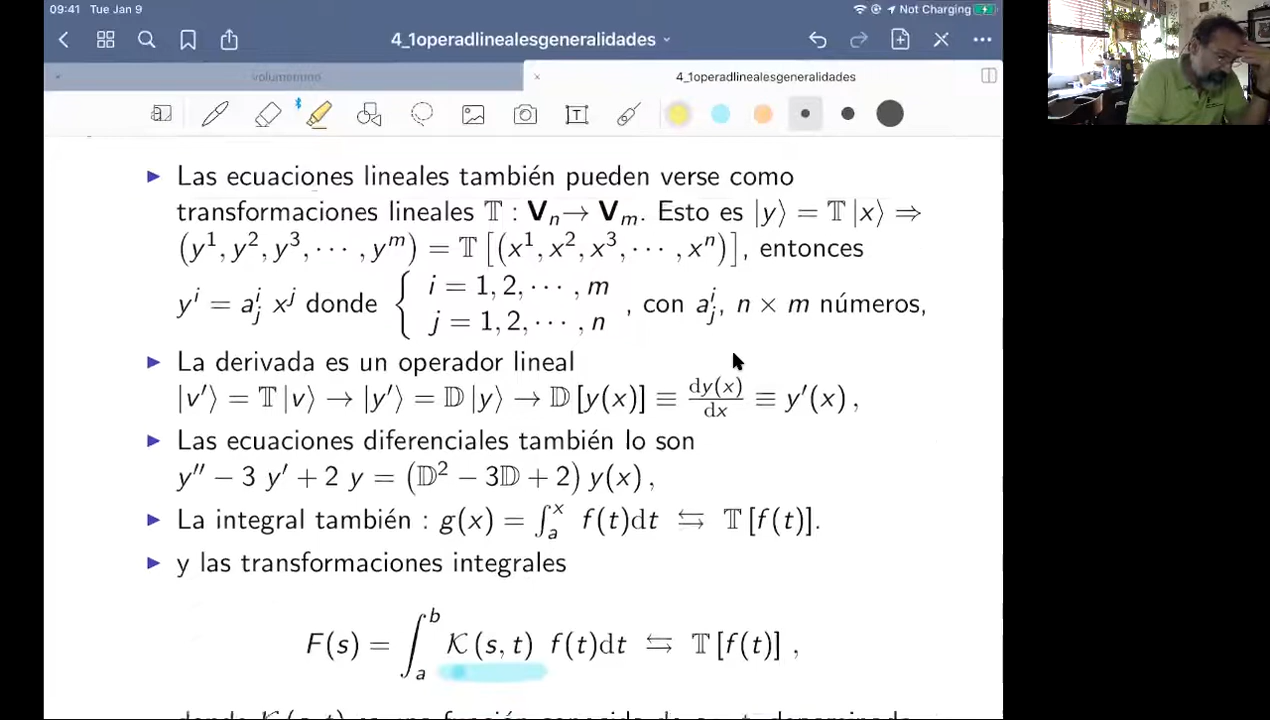 09:41 Tue Jan 9 Not Charging
4_1operadlinealesgeneralidades
volumenuno 4_1operadlinealesgeneralidades
T
▶ Las ecuaciones lineales también pueden verse como
transformaciones lineales 𝕋 : Vₙ→ Vₘ. Esto es |y⟩ = 𝕋 |x⟩ ⇒
(y¹, y², y³, ⋯ , yᵐ) = 𝕋 [(x¹, x², x³, ⋯ , xⁿ)], entonces
yⁱ = aⁱⱼ xʲ donde { i = 1, 2, ⋯ , m
j = 1, 2, ⋯ , n , con aⁱⱼ, n × m números,
▶ La derivada es un operador lineal
|v′⟩ = 𝕋 |v⟩ → |y′⟩ = 𝔻 |y⟩ → 𝔻 [y(x)] ≡ dy(x)/dx ≡ y′(x) ,
▶ Las ecuaciones diferenciales también lo son
y″ − 3 y′ + 2 y = (𝔻² − 3𝔻 + 2) y(x) ,
▶ La integral también : g(x) = ∫ₐˣ f(t)dt ⇆ 𝕋 [f(t)].
▶ y las transformaciones integrales
F(s) = ∫ₐᵇ 𝒦 (s, t) f(t)dt ⇆ 𝕋 [f(t)] ,